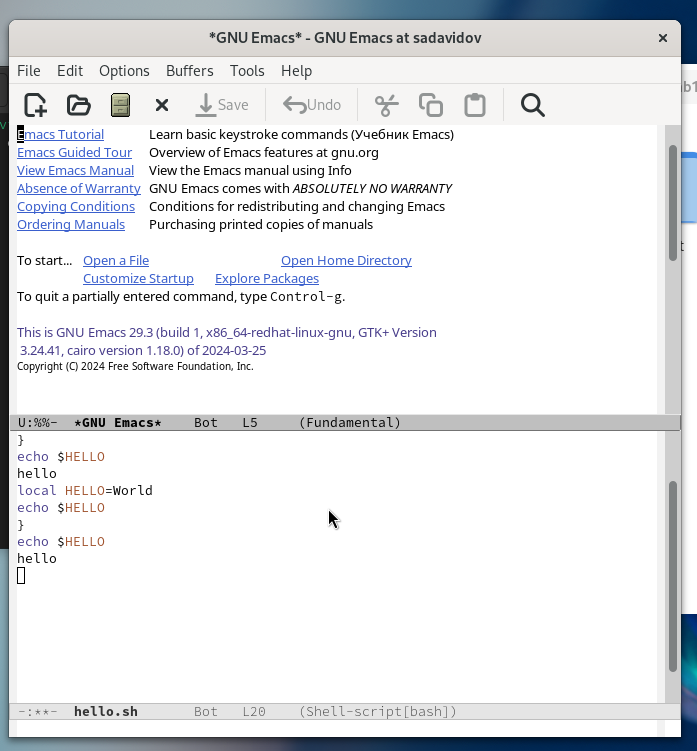 *GNU Emacs* - GNU Emacs at sadavidov
File Edit Options Buffers Tools Help
Save Undo
Emacs Tutorial Learn basic keystroke commands (Учебник Emacs)
Emacs Guided Tour Overview of Emacs features at gnu.org
View Emacs Manual View the Emacs manual using Info
Absence of Warranty GNU Emacs comes with ABSOLUTELY NO WARRANTY
Copying Conditions Conditions for redistributing and changing Emacs
Ordering Manuals Purchasing printed copies of manuals
To start... Open a File Open Home Directory
Customize Startup Explore Packages
To quit a partially entered command, type Control-g.
This is GNU Emacs 29.3 (build 1, x86_64-redhat-linux-gnu, GTK+ Version
3.24.41, cairo version 1.18.0) of 2024-03-25
Copyright (C) 2024 Free Software Foundation, Inc.
U:%%- *GNU Emacs* Bot L5 (Fundamental)
}
echo $HELLO
hello
local HELLO=World
echo $HELLO
}
echo $HELLO
hello
-:**- hello.sh Bot L20 (Shell-script[bash])